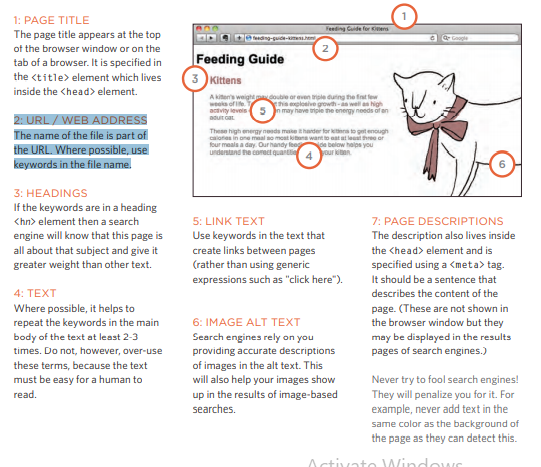 1: PAGE TITLE
The page title appears at the top
of the browser window or on the
tab of a browser. It is specified in
the <title> element which lives
inside the <head> element.
2: URL / WEB ADDRESS
The name of the file is part of
the URL. Where possible, use
keywords in the file name.
3: HEADINGS
If the keywords are in a heading
<hn> element then a search
engine will know that this page is
all about that subject and give it
greater weight than other text.
4: TEXT
Where possible, it helps to
repeat the keywords in the main
body of the text at least 2-3
times. Do not, however, over-use
these terms, because the text
must be easy for a human to
read.
Feeding Guide for Kittens
1
feeding-guide-kittens.html
Google
2
Feeding Guide
3
Kittens
A kitten's weight may double or even triple during the first few
weeks of life. this explosive growth - as well as high
activity levels may have triple the energy needs of an
adult cat.
5
These high energy needs make it harder for kittens to get enough
calories in one meal so most kittens want to eat at least three or
four meals a day. Our handy guide below helps you
understand the correct quantities your kitten.
4
6
5: LINK TEXT
Use keywords in the text that
create links between pages
(rather than using generic
expressions such as "click here").
6: IMAGE ALT TEXT
Search engines rely on you
providing accurate descriptions
of images in the alt text. This
will also help your images show
up in the results of image-based
searches.
7: PAGE DESCRIPTIONS
The description also lives inside
the <head> element and is
specified using a <meta> tag.
It should be a sentence that
describes the content of the
page. (These are not shown in
the browser window but they
may be displayed in the results
pages of search engines.)
Never try to fool search engines!
They will penalize you for it. For
example, never add text in the
same color as the background of
the page as they can detect this.
Activate Windows